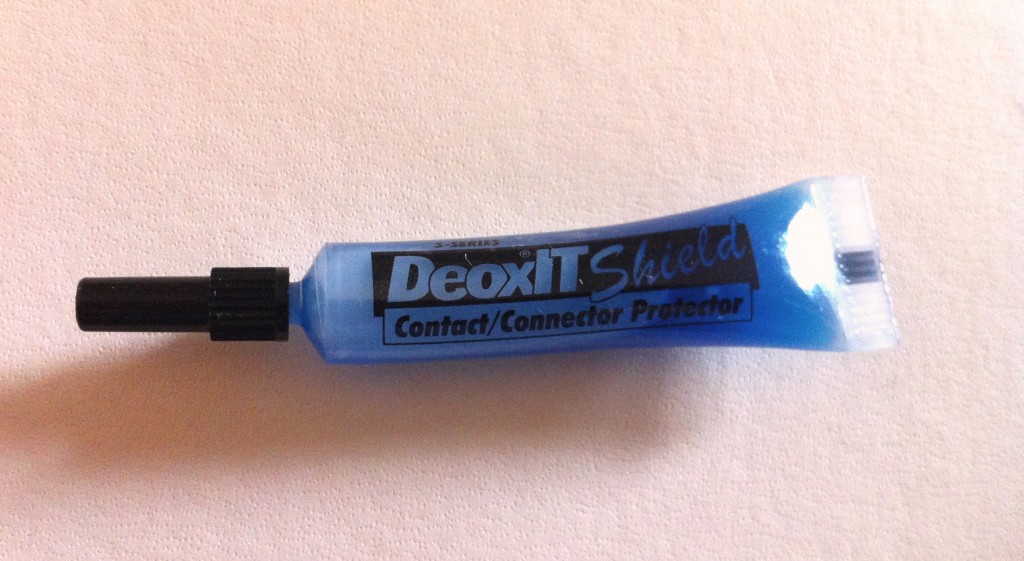 S-SERIES
DeoxIT® Shield
Contact/Connector Protector